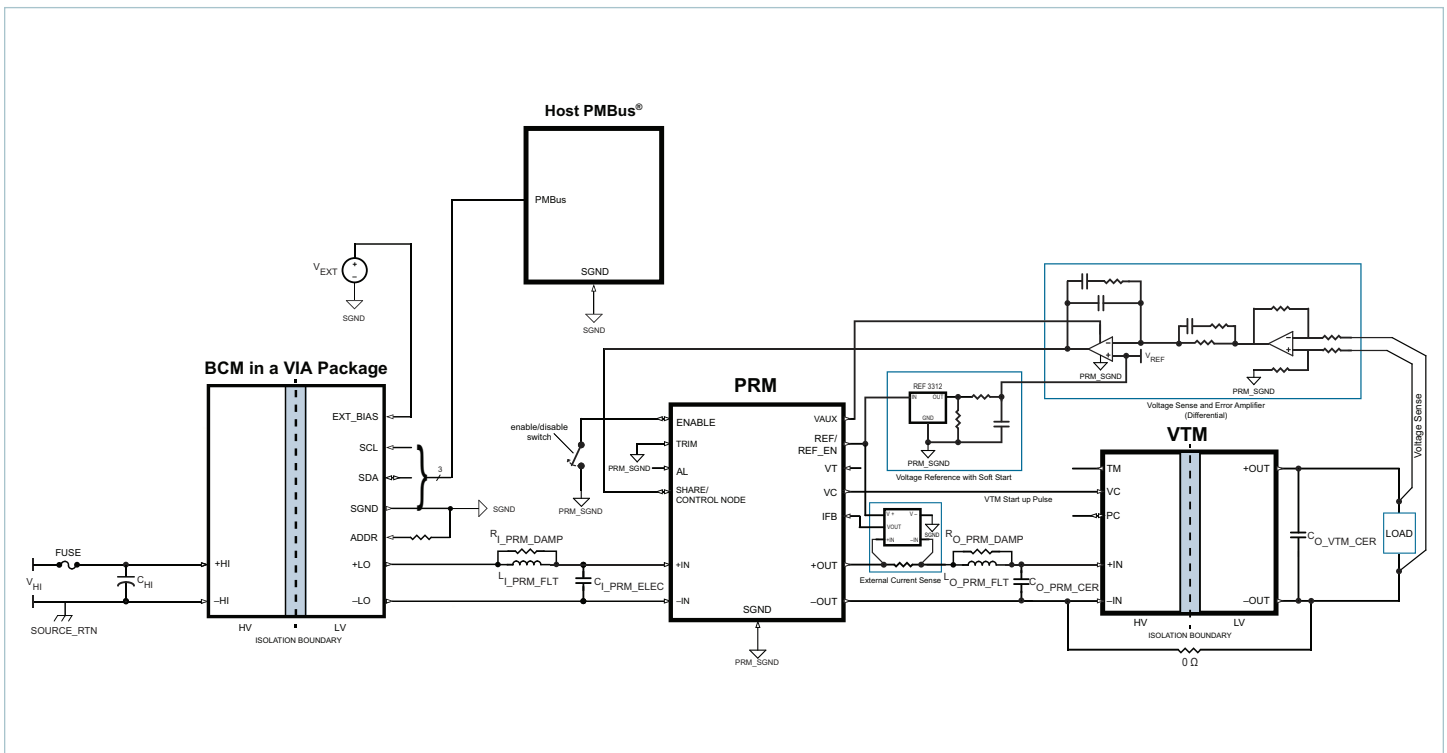 Host PMBus®
PMBus
SGND
SGND
VEXT
+
–
SGND
BCM in a VIA Package
EXT_BIAS
SCL
SDA
SGND
ADDR
+LO
–LO
+HI
–HI
HV
LV
ISOLATION BOUNDARY
3
SGND
FUSE
VHI
CHI
SOURCE_RTN
RI_PRM_DAMP
LI_PRM_FLT
CI_PRM_ELEC
enable/disable
switch
PRM_SGND
PRM_SGND
PRM
ENABLE
TRIM
AL
SHARE/
CONTROL NODE
+IN
–IN
VAUX
REF/
REF_EN
VT
VC
IFB
+OUT
–OUT
SGND
PRM_SGND
REF 3312
IN
OUT
GND
PRM_SGND
Voltage Reference with Soft Start
V +
V –
VOUT
+IN
–IN
SGND
External Current Sense
RO_PRM_DAMP
LO_PRM_FLT
CO_PRM_CER
VTM Start up Pulse
–
+
PRM_SGND
VREF
–
+
PRM_SGND
Voltage Sense and Error Amplifier
(Differential)
Voltage Sense
VTM
TM
VC
PC
+IN
–IN
+OUT
–OUT
HV
LV
ISOLATION BOUNDARY
CO_VTM_CER
LOAD
0 Ω